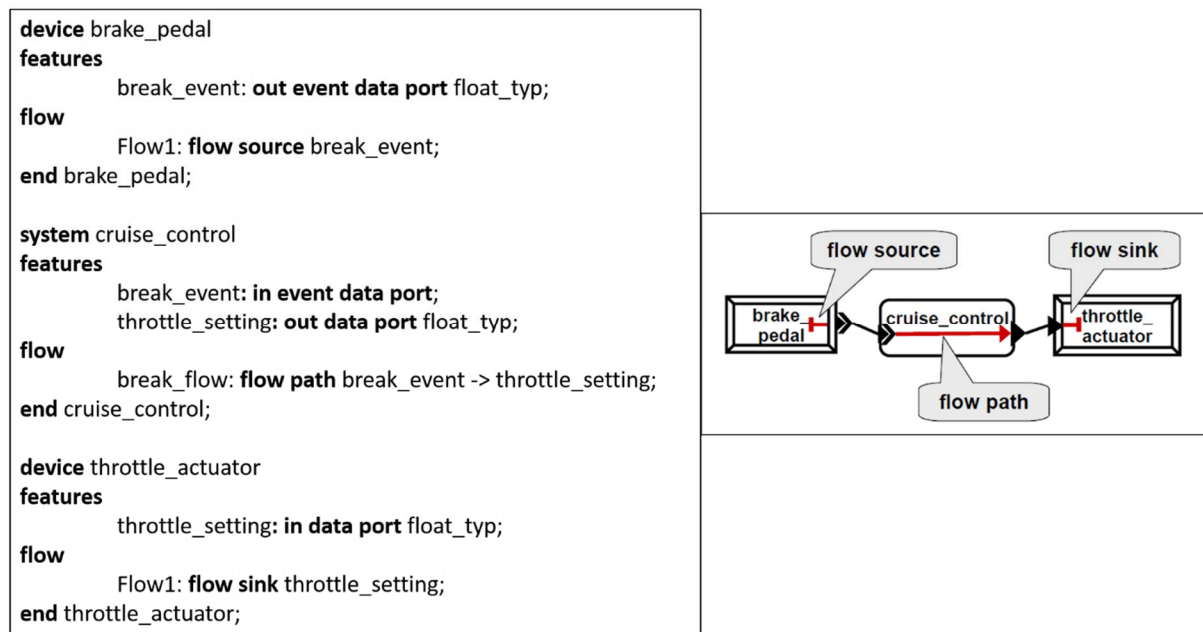 device brake_pedal
features
break_event: out event data port float_typ;
flow
Flow1: flow source break_event;
end brake_pedal;
system cruise_control
features
break_event: in event data port;
throttle_setting: out data port float_typ;
flow
break_flow: flow path break_event -> throttle_setting;
end cruise_control;
device throttle_actuator
features
throttle_setting: in data port float_typ;
flow
Flow1: flow sink throttle_setting;
end throttle_actuator;
flow source
flow sink
brake_
pedal
cruise_control
throttle_
actuator
flow path